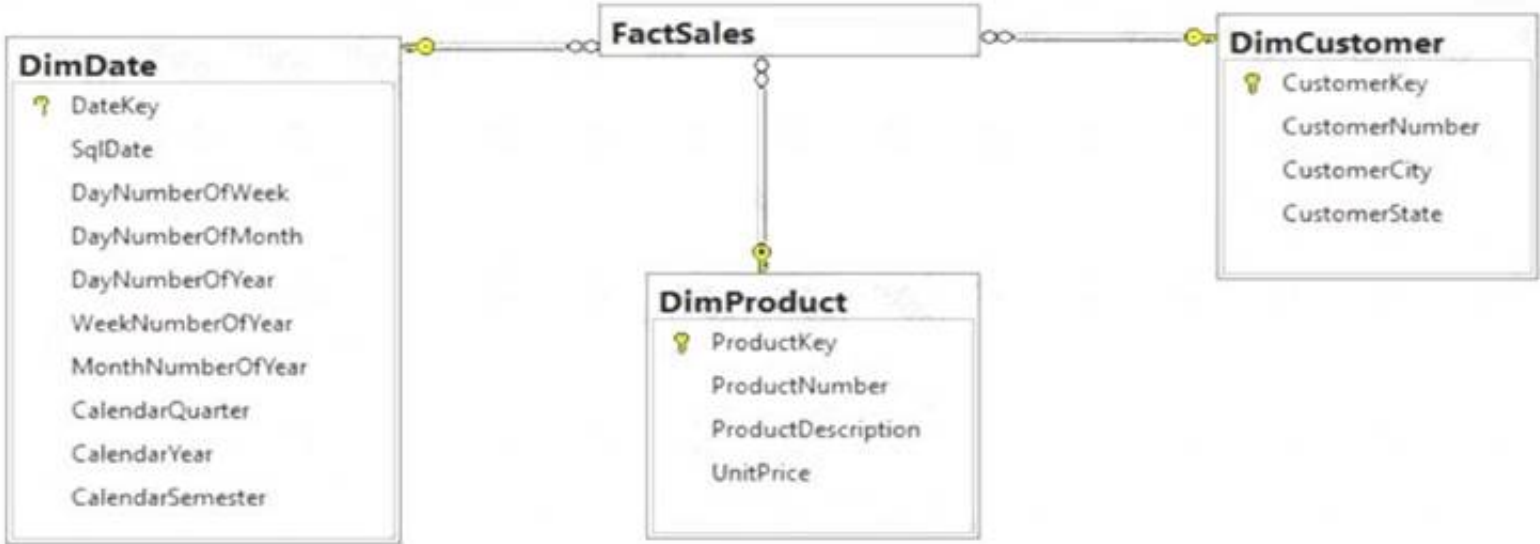 FactSales
DimDate
DateKey
SqlDate
DayNumberOfWeek
DayNumberOfMonth
DayNumberOfYear
WeekNumberOfYear
MonthNumberOfYear
CalendarQuarter
CalendarYear
CalendarSemester
DimProduct
ProductKey
ProductNumber
ProductDescription
UnitPrice
DimCustomer
CustomerKey
CustomerNumber
CustomerCity
CustomerState